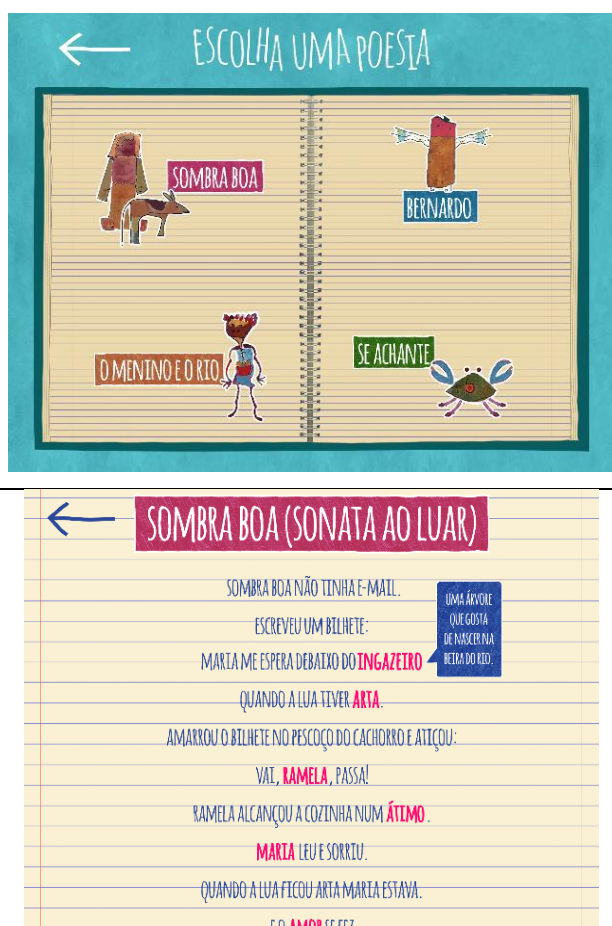 ESCOLHA UMA POESIA
SOMBRA BOA
BERNARDO
O MENINO E O RIO
SE ACHANTE
SOMBRA BOA (SONATA AO LUAR)
SOMBRA BOA NÃO TINHA E-MAIL.
ESCREVEU UM BILHETE:
MARIA ME ESPERA DEBAIXO DO INGAZEIRO
UMA ÁRVORE
QUE GOSTA
DE NASCER NA
BEIRA DO RIO.
QUANDO A LUA TIVER ARTA.
AMARROU O BILHETE NO PESCOÇO DO CACHORRO E ATIÇOU:
VAI, RAMELA, PASSA!
RAMELA ALCANÇOU A COZINHA NUM ÁTIMO.
MARIA LEU E SORRIU.
QUANDO A LUA FICOU ARTA MARIA ESTAVA.
E O AMOR SE FEZ